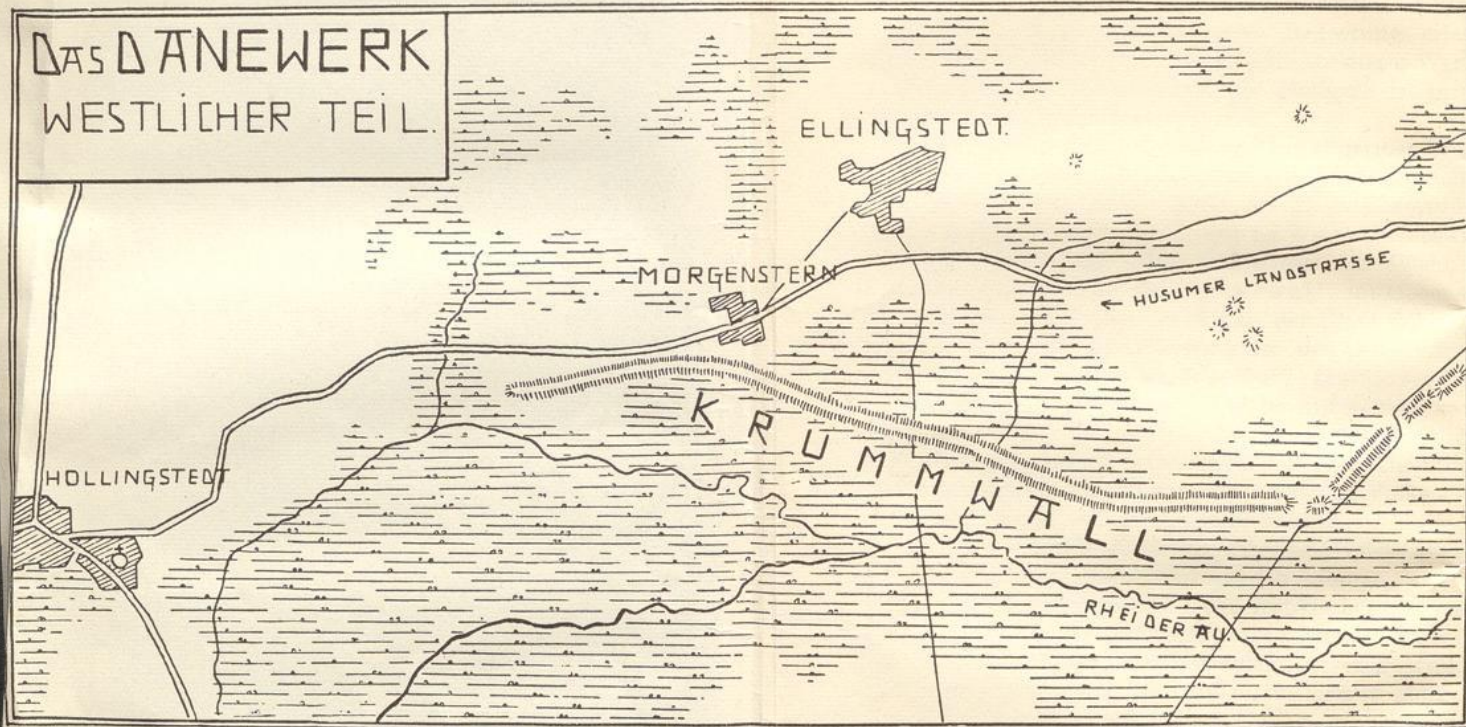 DAS DANEWERK
WESTLICHER TEIL.
ELLINGSTEDT.
MORGENSTERN
← HUSUMER LANDSTRASSE
KRUMMWALL
HOLLINGSTEDT
RHEIDER AU.